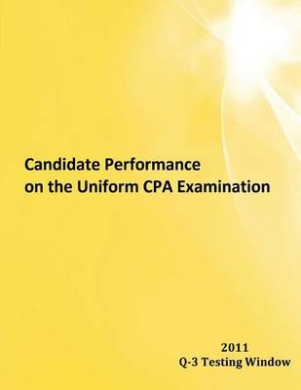 Candidate Performance
on the Uniform CPA Examination
2011
Q-3 Testing Window